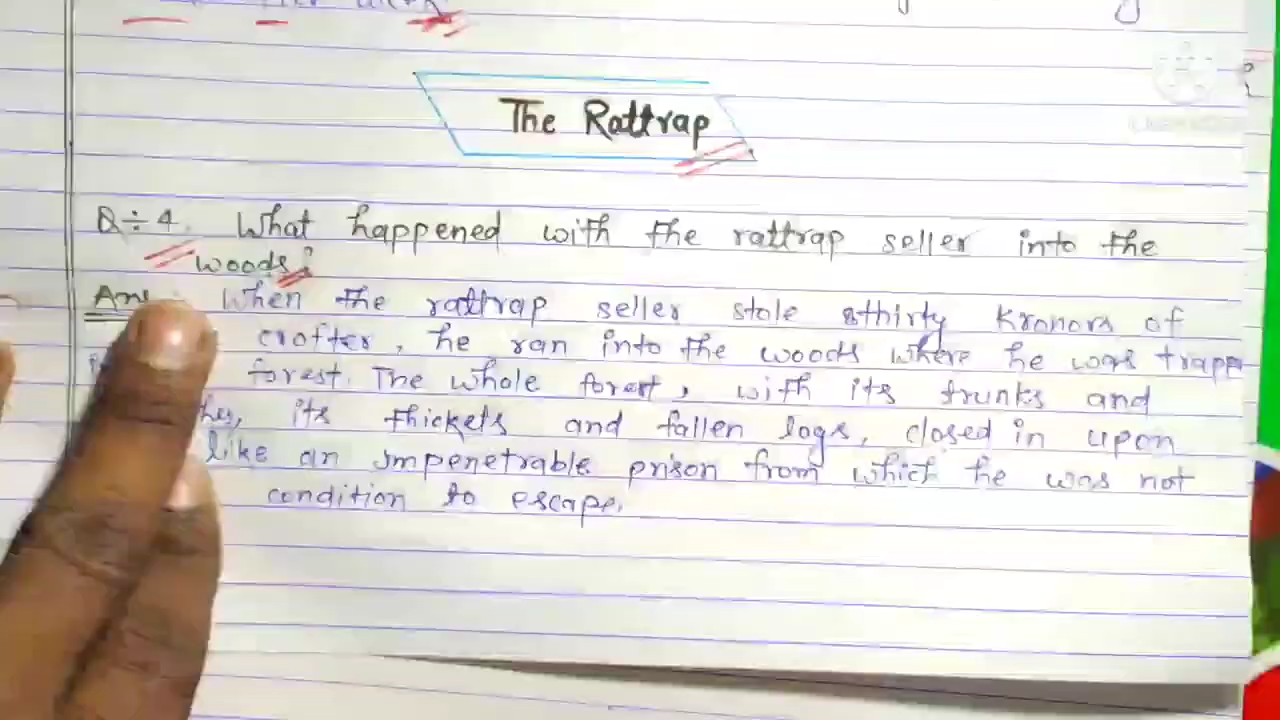 The Rattrap
Q÷4. What happened with the rattrap seller into the
woods?
Ans: When the rattrap seller stole sthirty Kronors of
crofter, he ran into the woods where he was trapp
forest. The whole forest, with its trunks and
hes, its thickets and fallen logs, closed in upon
like an impenetrable prison from which he was not
condition to escape.